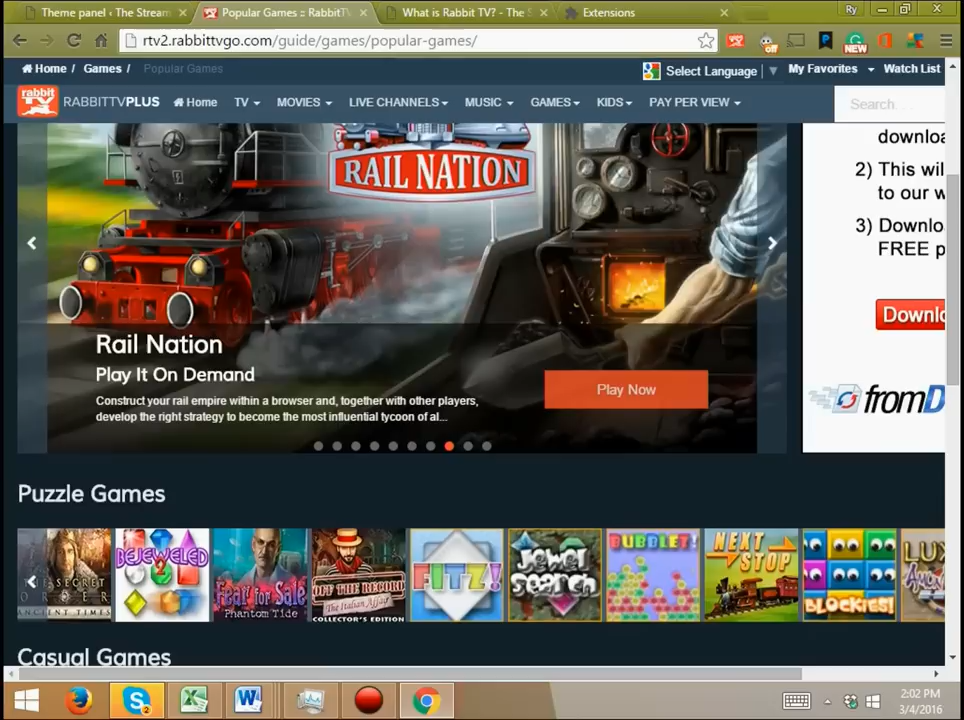 Theme panel ‹ The Stream
Popular Games :: RabbitT
What is Rabbit TV? - The S
Extensions
Ry
rtv2.rabbittvgo.com/guide/games/popular-games/
NEW
Home / Games / Popular Games
Select Language
My Favorites
Watch List
rabbit TV
RABBITTVPLUS
Home
TV
MOVIES
LIVE CHANNELS
MUSIC
GAMES
KIDS
PAY PER VIEW
Search...
RAIL NATION
downloa
2) This wil
to our w
3) Downlo
FREE p
Downlo
fromD
Rail Nation
Play It On Demand
Construct your rail empire within a browser and, together with other players,
develop the right strategy to become the most influential tycoon of al...
Play Now
Puzzle Games
THE SECRET
ORDER
ANCIENT TIMES
BEJEWELED
2
Fear for Sale
Phantom Tide
OFF THE RECORD
The Italian Affair
COLLECTOR'S EDITION
FITZ!
Jewel
search
BUBBLET!
NEXT
STOP
BLOCKIES!
LUX
Casual Games
2:02 PM
3/4/2016